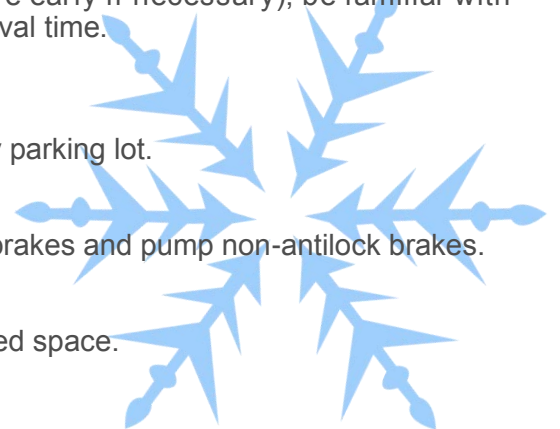 carry if necessary), be familiar with
val time.
parking lot.
brakes and pump non-antilock brakes.
ed space.